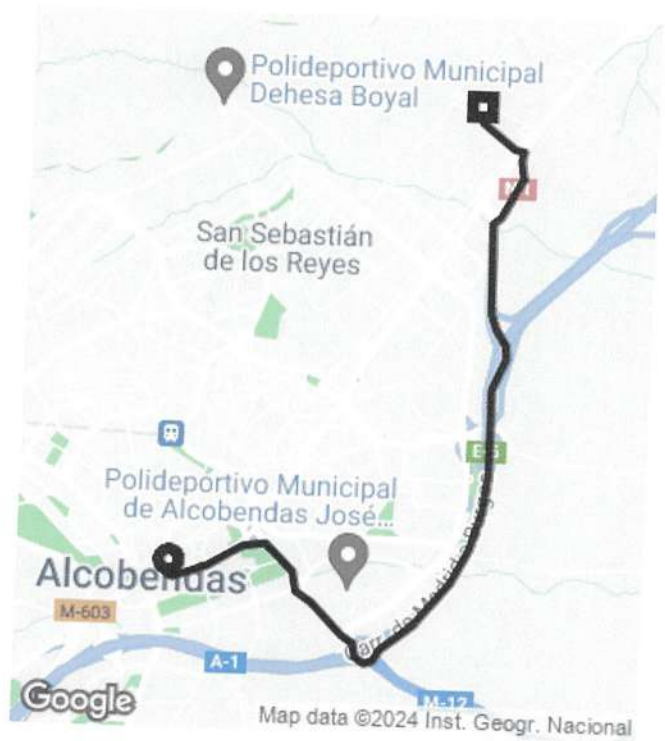 Polideportivo Municipal
Dehesa Boyal
San Sebastián
de los Reyes
Polideportivo Municipal
de Alcobendas José...
Alcobendas
M-603
A-1
M-12
Google
Map data ©2024 Inst. Geogr. Nacional